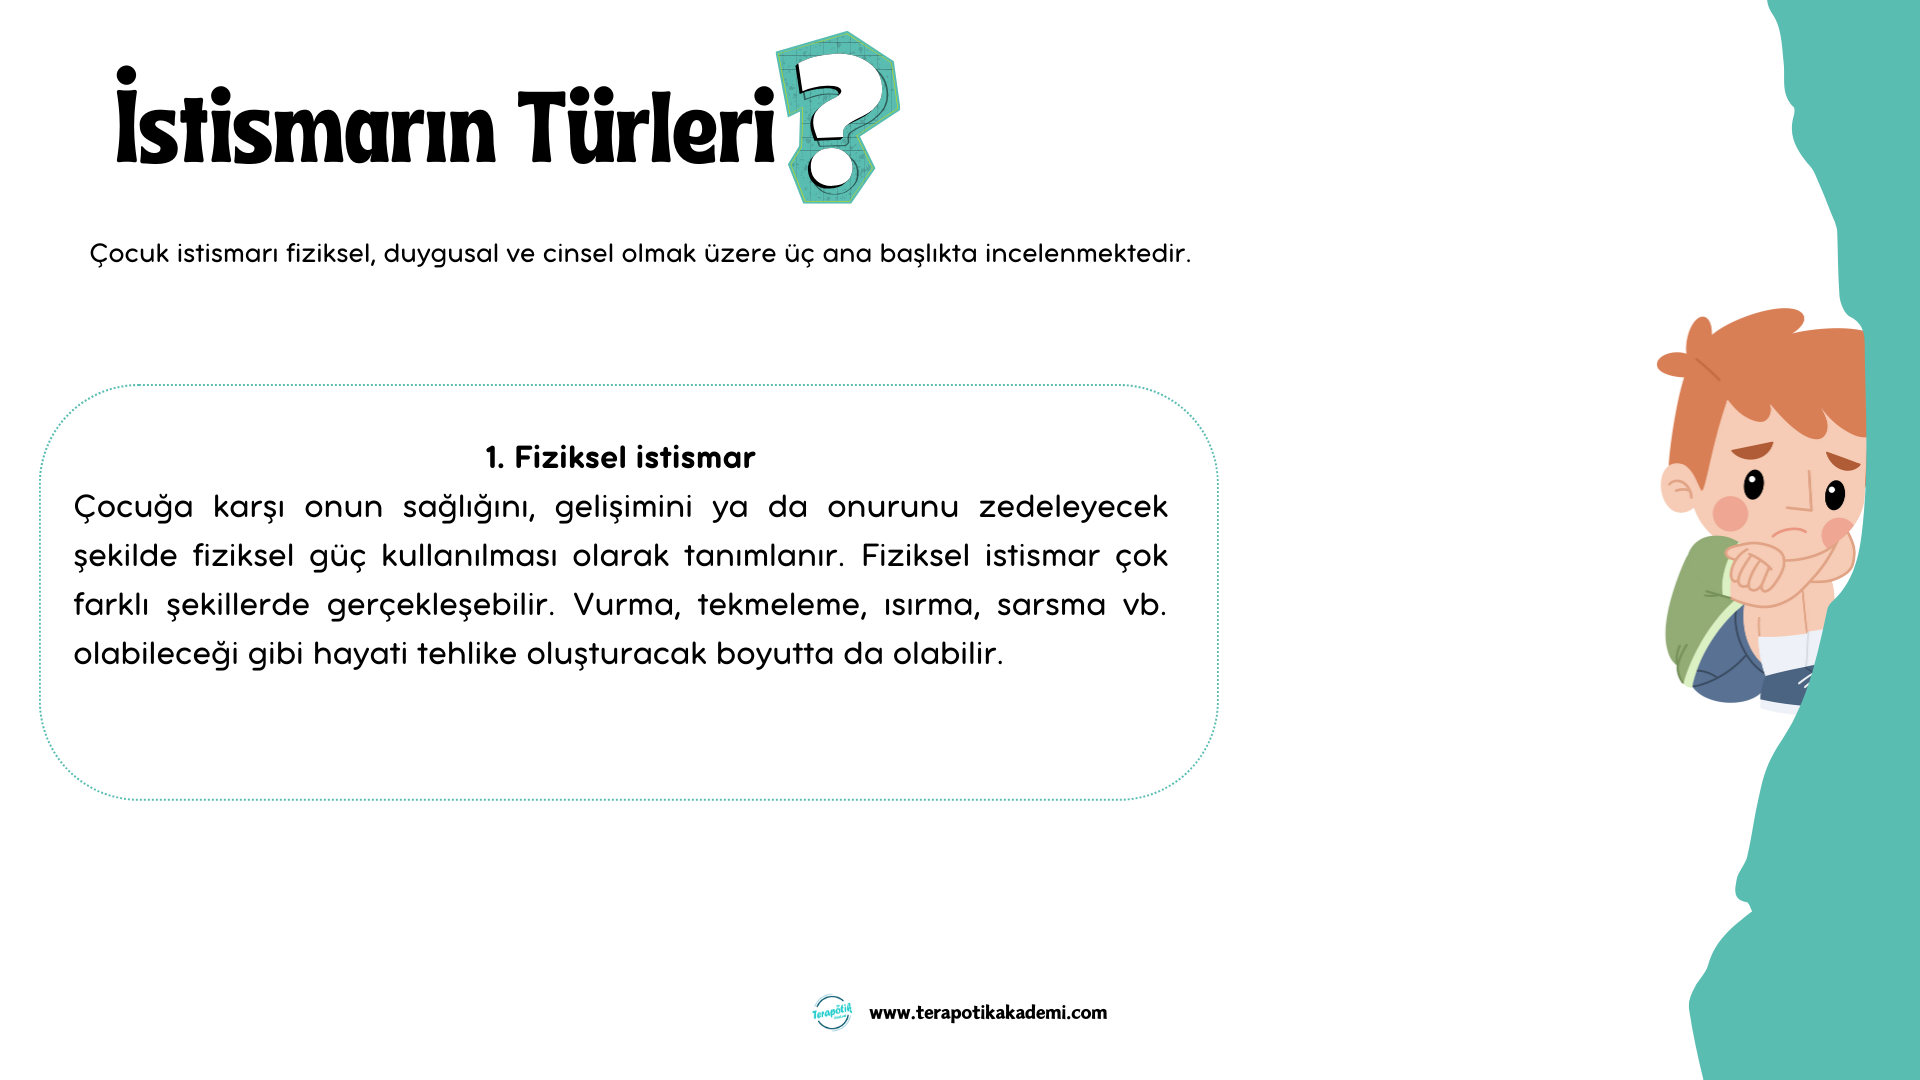 İstismarın Türleri?
Çocuk istismarı fiziksel, duygusal ve cinsel olmak üzere üç ana başlıkta incelenmektedir.
1. Fiziksel istismar
Çocuğa karşı onun sağlığını, gelişimini ya da onurunu zedeleyecek
şekilde fiziksel güç kullanılması olarak tanımlanır. Fiziksel istismar çok
farklı şekillerde gerçekleşebilir. Vurma, tekmeleme, ısırma, sarsma vb.
olabileceği gibi hayati tehlike oluşturacak boyutta da olabilir.
Terapötik
www.terapotikakademi.com